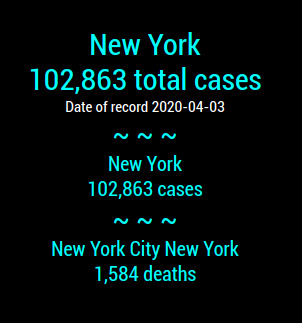 New York
102,863 total cases
Date of record 2020-04-03
~ ~ ~
New York
102,863 cases
~ ~ ~
New York City New York
1,584 deaths